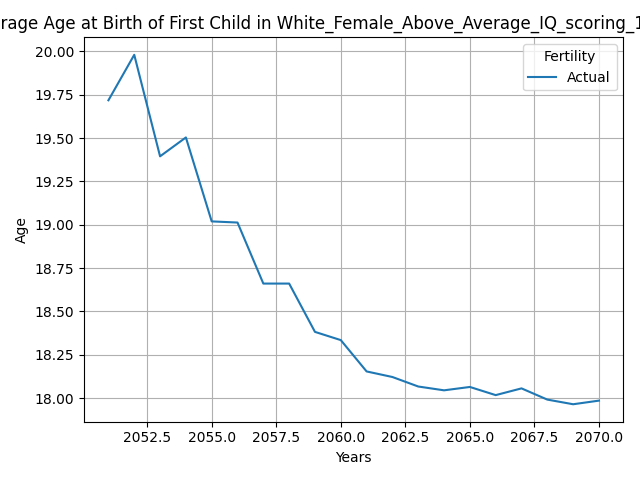 rage Age at Birth of First Child in White_Female_Above_Average_IQ_scoring_1
20.00
19.75
19.50
19.25
19.00
18.75
18.50
18.25
18.00
Age
Fertility
Actual
2052.5 2055.0 2057.5 2060.0 2062.5 2065.0 2067.5 2070.0
Years